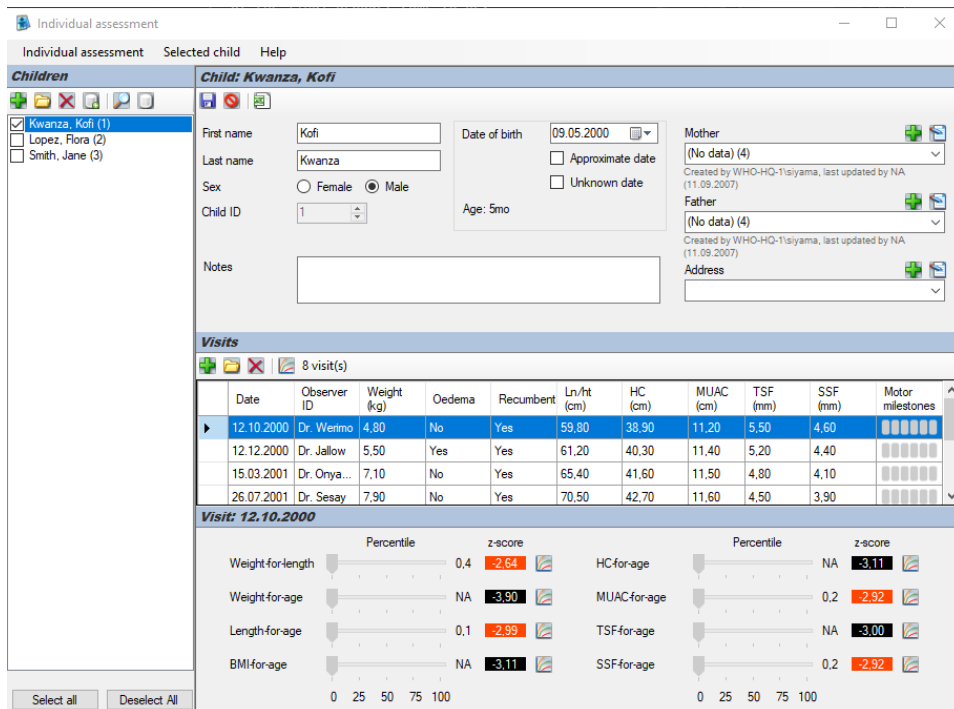 Individual assessment
Individual assessment Selected child Help
Children
Kwanza, Kofi (1)
Lopez, Flora (2)
Smith, Jane (3)
Select all Deselect All
Child: Kwanza, Kofi
First name Kofi
Last name Kwanza
Sex Female Male
Child ID 1
Notes
Date of birth 09.05.2000
Approximate date
Unknown date
Age: 5mo
Mother
(No data) (4)
Created by WHO-HQ-1\siyama, last updated by NA
(11.09.2007)
Father
(No data) (4)
Created by WHO-HQ-1\siyama, last updated by NA
(11.09.2007)
Address
Visits
8 visit(s)
Date Observer ID Weight (kg) Oedema Recumbent Ln/ht (cm) HC (cm) MUAC (cm) TSF (mm) SSF (mm) Motor milestones
12.10.2000 Dr. Werimo 4,80 No Yes 59,80 38,90 11,20 5,50 4,60
12.12.2000 Dr. Jallow 5,50 Yes Yes 61,20 40,30 11,40 5,20 4,40
15.03.2001 Dr. Onya... 7,10 No Yes 65,40 41,60 11,50 4,80 4,10
26.07.2001 Dr. Sesay 7,90 No Yes 70,50 42,70 11,60 4,50 3,90
Visit: 12.10.2000
Percentile z-score
Weight-for-length 0,4 -2,64
Weight-for-age NA -3,90
Length-for-age 0,1 -2,99
BMI-for-age NA -3,11
0 25 50 75 100
Percentile z-score
HC-for-age NA -3,11
MUAC-for-age 0,2 -2,92
TSF-for-age NA -3,00
SSF-for-age 0,2 -2,92
0 25 50 75 100